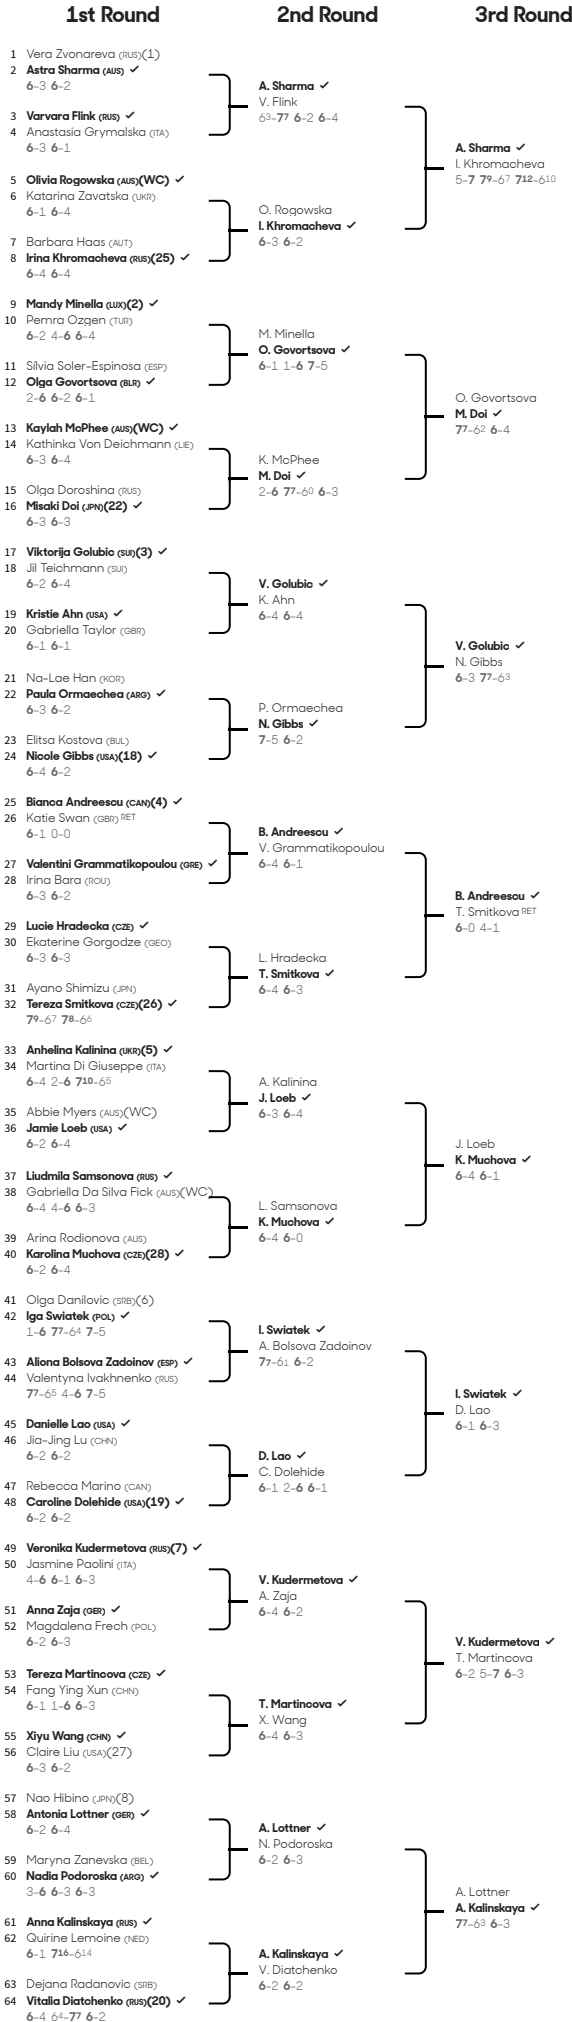 1st Round
1 Vera Zvonareva (RUS)(1)
2 Astra Sharma (AUS) ✓
6-3 6-2
3 Varvara Flink (RUS) ✓
4 Anastasia Grymalska (ITA)
6-3 6-1
5 Olivia Rogowska (AUS)(WC) ✓
6 Katarina Zavatska (UKR)
6-1 6-4
7 Barbara Haas (AUT)
8 Irina Khromacheva (RUS)(25) ✓
6-4 6-4
9 Mandy Minella (LUX)(2) ✓
10 Pemra Ozgen (TUR)
6-2 4-6 6-4
11 Sílvia Soler-Espinosa (ESP)
12 Olga Govortsova (BLR) ✓
2-6 6-2 6-1
13 Kaylah McPhee (AUS)(WC) ✓
14 Kathinka Von Deichmann (LIE)
6-3 6-4
15 Olga Doroshina (RUS)
16 Misaki Doi (JPN)(22) ✓
6-3 6-3
17 Viktorija Golubic (SUI)(3) ✓
18 Jil Teichmann (SUI)
6-2 6-4
19 Kristie Ahn (USA) ✓
20 Gabriella Taylor (GBR)
6-1 6-1
21 Na-Lae Han (KOR)
22 Paula Ormaechea (ARG) ✓
6-3 6-2
23 Elitsa Kostova (BUL)
24 Nicole Gibbs (USA)(18) ✓
6-4 6-2
25 Bianca Andreescu (CAN)(4) ✓
26 Katie Swan (GBR) RET
6-1 0-0
27 Valentini Grammatikopoulou (GRE) ✓
28 Irina Bara (ROU)
6-3 6-2
29 Lucie Hradecka (CZE) ✓
30 Ekaterine Gorgodze (GEO)
6-3 6-3
31 Ayano Shimizu (JPN)
32 Tereza Smitkova (CZE)(26) ✓
7⁹-6⁷ 7⁸-6⁶
33 Anhelina Kalinina (UKR)(5) ✓
34 Martina Di Giuseppe (ITA)
6-4 2-6 7¹⁰-6⁵
35 Abbie Myers (AUS)(WC)
36 Jamie Loeb (USA) ✓
6-2 6-4
37 Liudmila Samsonova (RUS) ✓
38 Gabriella Da Silva Fick (AUS)(WC)
6-4 4-6 6-3
39 Arina Rodionova (AUS)
40 Karolina Muchova (CZE)(28) ✓
6-2 6-4
41 Olga Danilovic (SRB)(6)
42 Iga Swiatek (POL) ✓
1-6 7⁷-6⁴ 7-5
43 Aliona Bolsova Zadoinov (ESP) ✓
44 Valentyna Ivakhnenko (RUS)
7⁷-6⁵ 4-6 7-5
45 Danielle Lao (USA) ✓
46 Jia-Jing Lu (CHN)
6-2 6-2
47 Rebecca Marino (CAN)
48 Caroline Dolehide (USA)(19) ✓
6-2 6-2
49 Veronika Kudermetova (RUS)(7) ✓
50 Jasmine Paolini (ITA)
4-6 6-1 6-3
51 Anna Zaja (GER) ✓
52 Magdalena Frech (POL)
6-2 6-3
53 Tereza Martincova (CZE) ✓
54 Fang Ying Xun (CHN)
6-1 1-6 6-3
55 Xiyu Wang (CHN) ✓
56 Claire Liu (USA)(27)
6-3 6-2
57 Nao Hibino (JPN)(8)
58 Antonia Lottner (GER) ✓
6-2 6-4
59 Maryna Zanevska (BEL)
60 Nadia Podoroska (ARG) ✓
3-6 6-3 6-3
61 Anna Kalinskaya (RUS) ✓
62 Quirine Lemoine (NED)
6-1 7¹⁶-6¹⁴
63 Dejana Radanovic (SRB)
64 Vitalia Diatchenko (RUS)(20) ✓
6-4 6⁴-7⁷ 6-2
2nd Round
A. Sharma ✓
V. Flink
6³-7⁷ 6-2 6-4
O. Rogowska
I. Khromacheva ✓
6-3 6-2
M. Minella
O. Govortsova ✓
6-1 1-6 7-5
K. McPhee
M. Doi ✓
2-6 7⁷-6⁰ 6-3
V. Golubic ✓
K. Ahn
6-4 6-4
P. Ormaechea
N. Gibbs ✓
7-5 6-2
B. Andreescu ✓
V. Grammatikopoulou
6-4 6-1
L. Hradecka
T. Smitkova ✓
6-4 6-3
A. Kalinina
J. Loeb ✓
6-3 6-4
L. Samsonova
K. Muchova ✓
6-4 6-0
I. Swiatek ✓
A. Bolsova Zadoinov
7⁷-6¹ 6-2
D. Lao ✓
C. Dolehide
6-1 2-6 6-1
V. Kudermetova ✓
A. Zaja
6-4 6-2
T. Martincova ✓
X. Wang
6-4 6-3
A. Lottner ✓
N. Podoroska
6-2 6-3
A. Kalinskaya ✓
V. Diatchenko
6-2 6-2
3rd Round
A. Sharma ✓
I. Khromacheva
5-7 7⁹-6⁷ 7¹²-6¹⁰
O. Govortsova
M. Doi ✓
7⁷-6² 6-4
V. Golubic ✓
N. Gibbs
6-3 7⁷-6³
B. Andreescu ✓
T. Smitkova RET
6-0 4-1
J. Loeb
K. Muchova ✓
6-4 6-1
I. Swiatek ✓
D. Lao
6-1 6-3
V. Kudermetova ✓
T. Martincova
6-2 5-7 6-3
A. Lottner
A. Kalinskaya ✓
7⁷-6³ 6-3